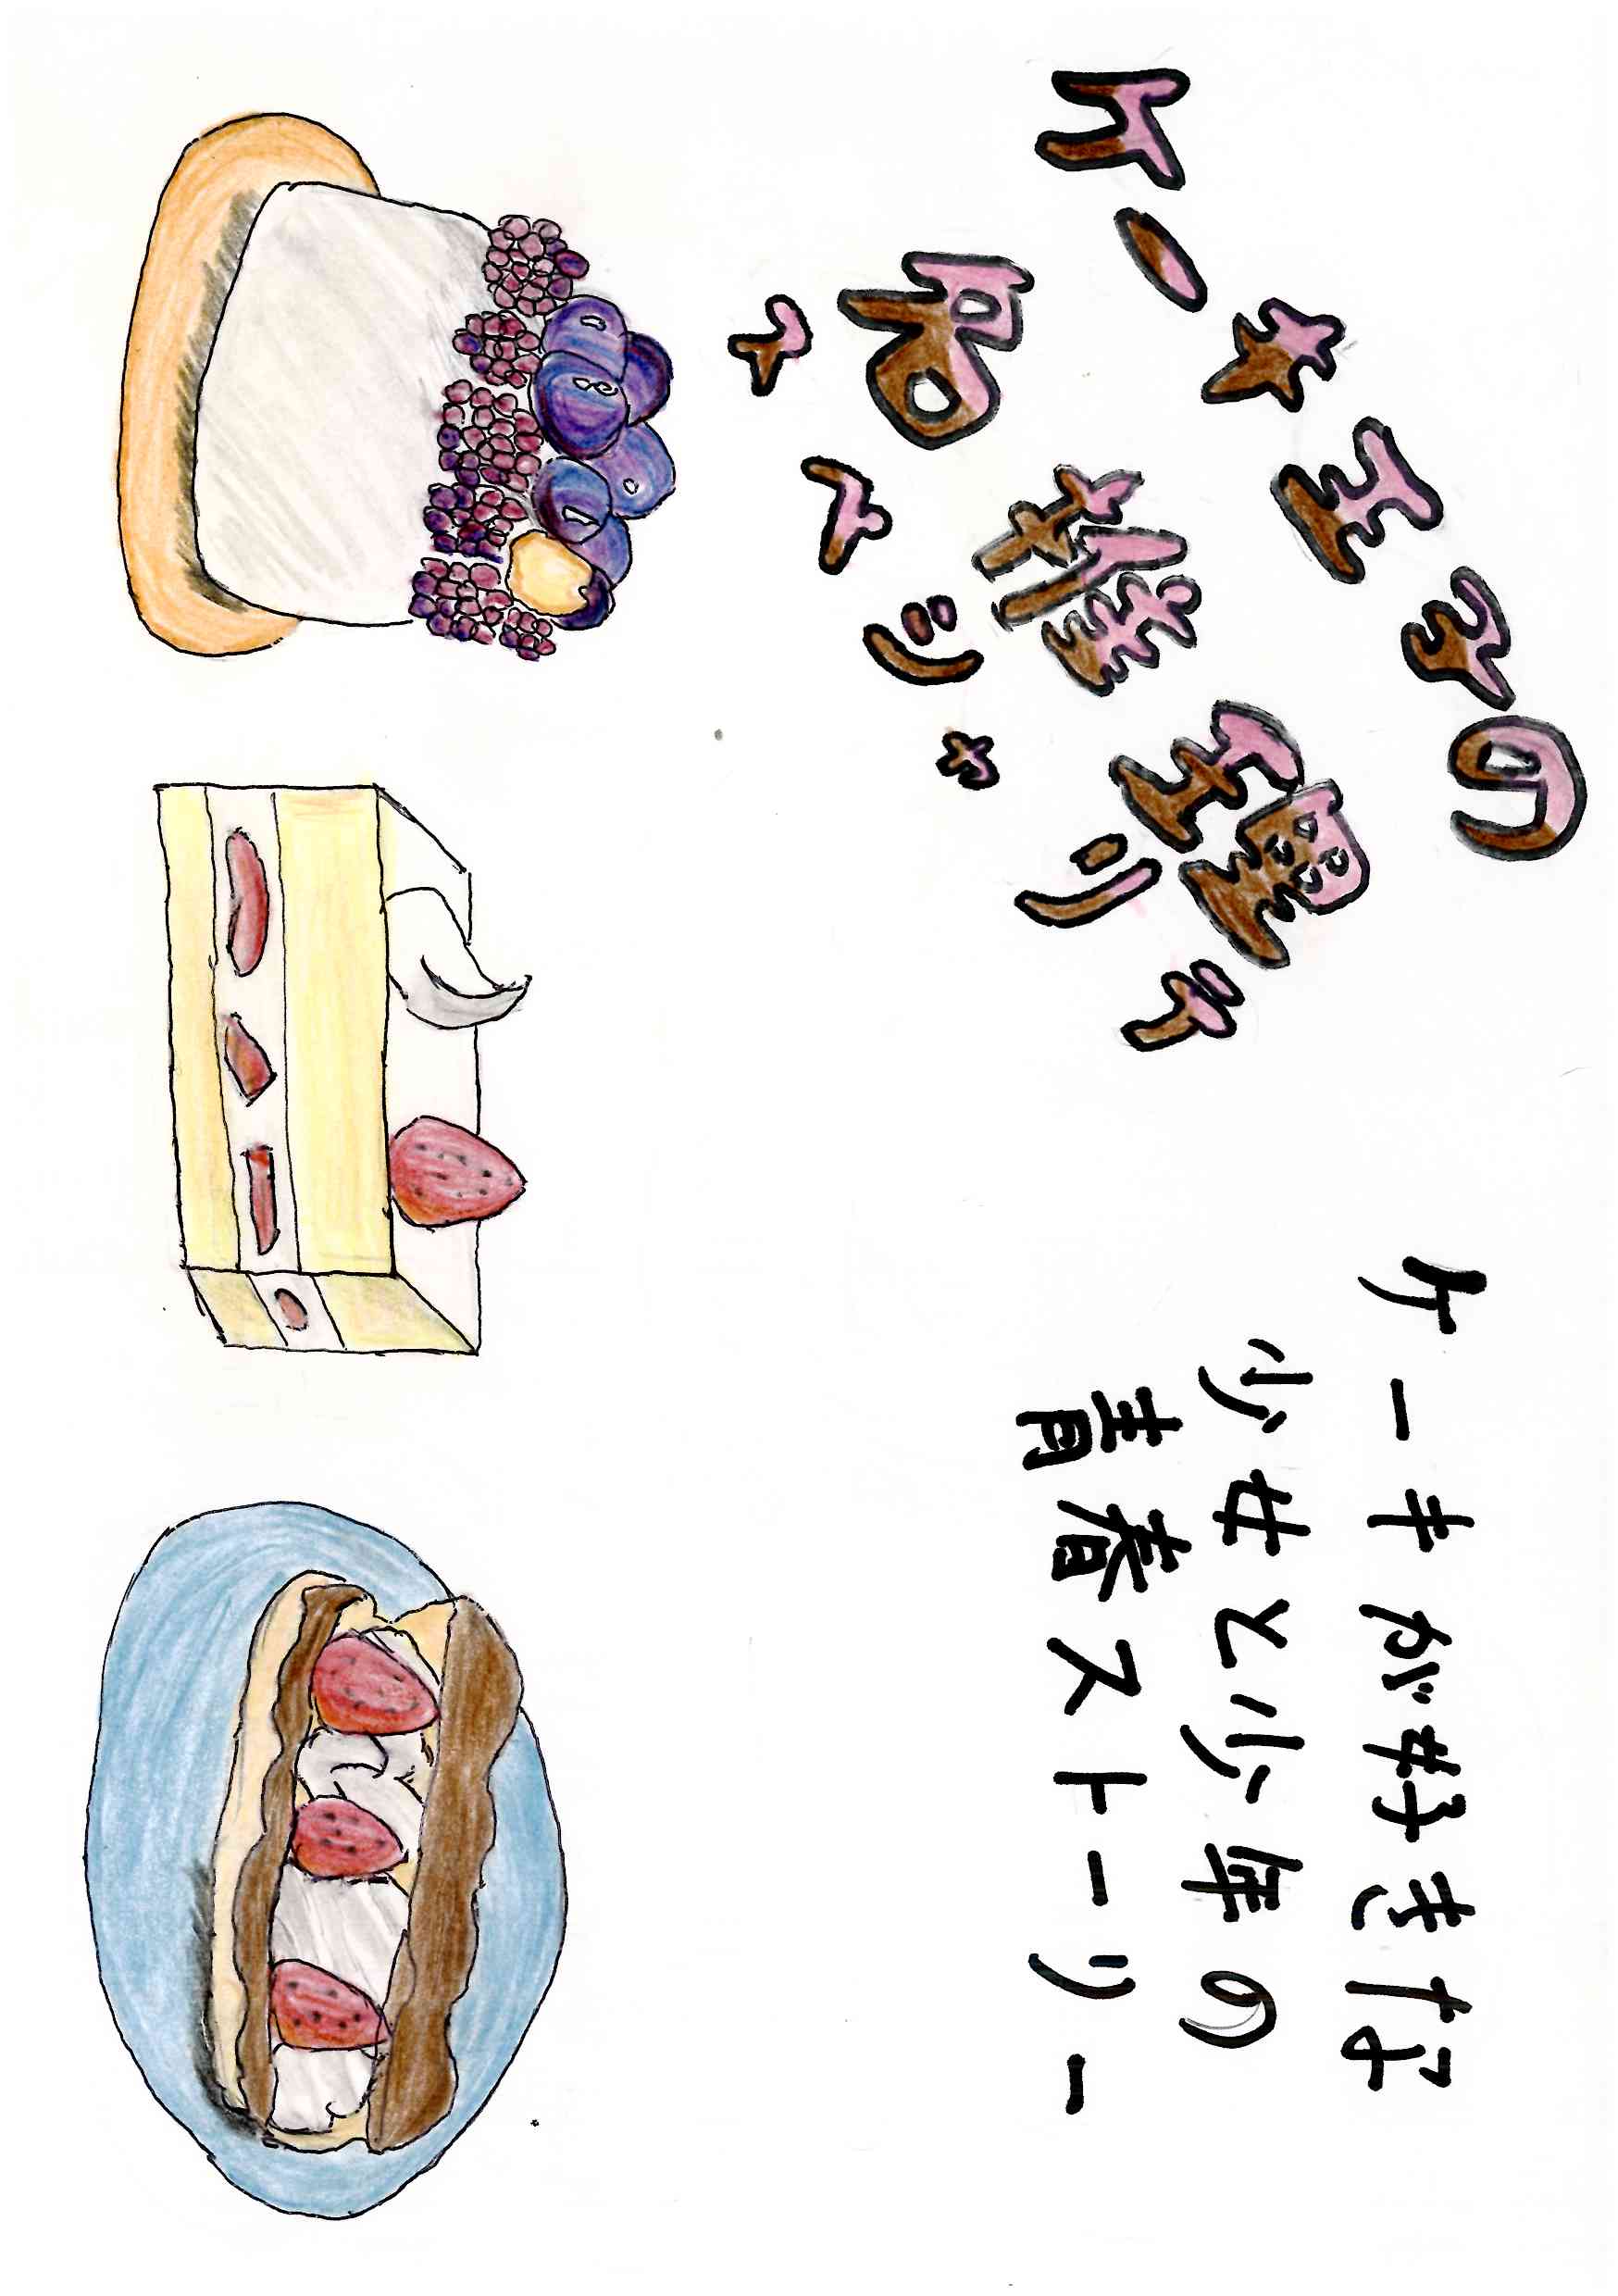 ケーキ王子の
名推理
スペシャリテ
ケーキが好きな
少女と少年の
青春ストーリー